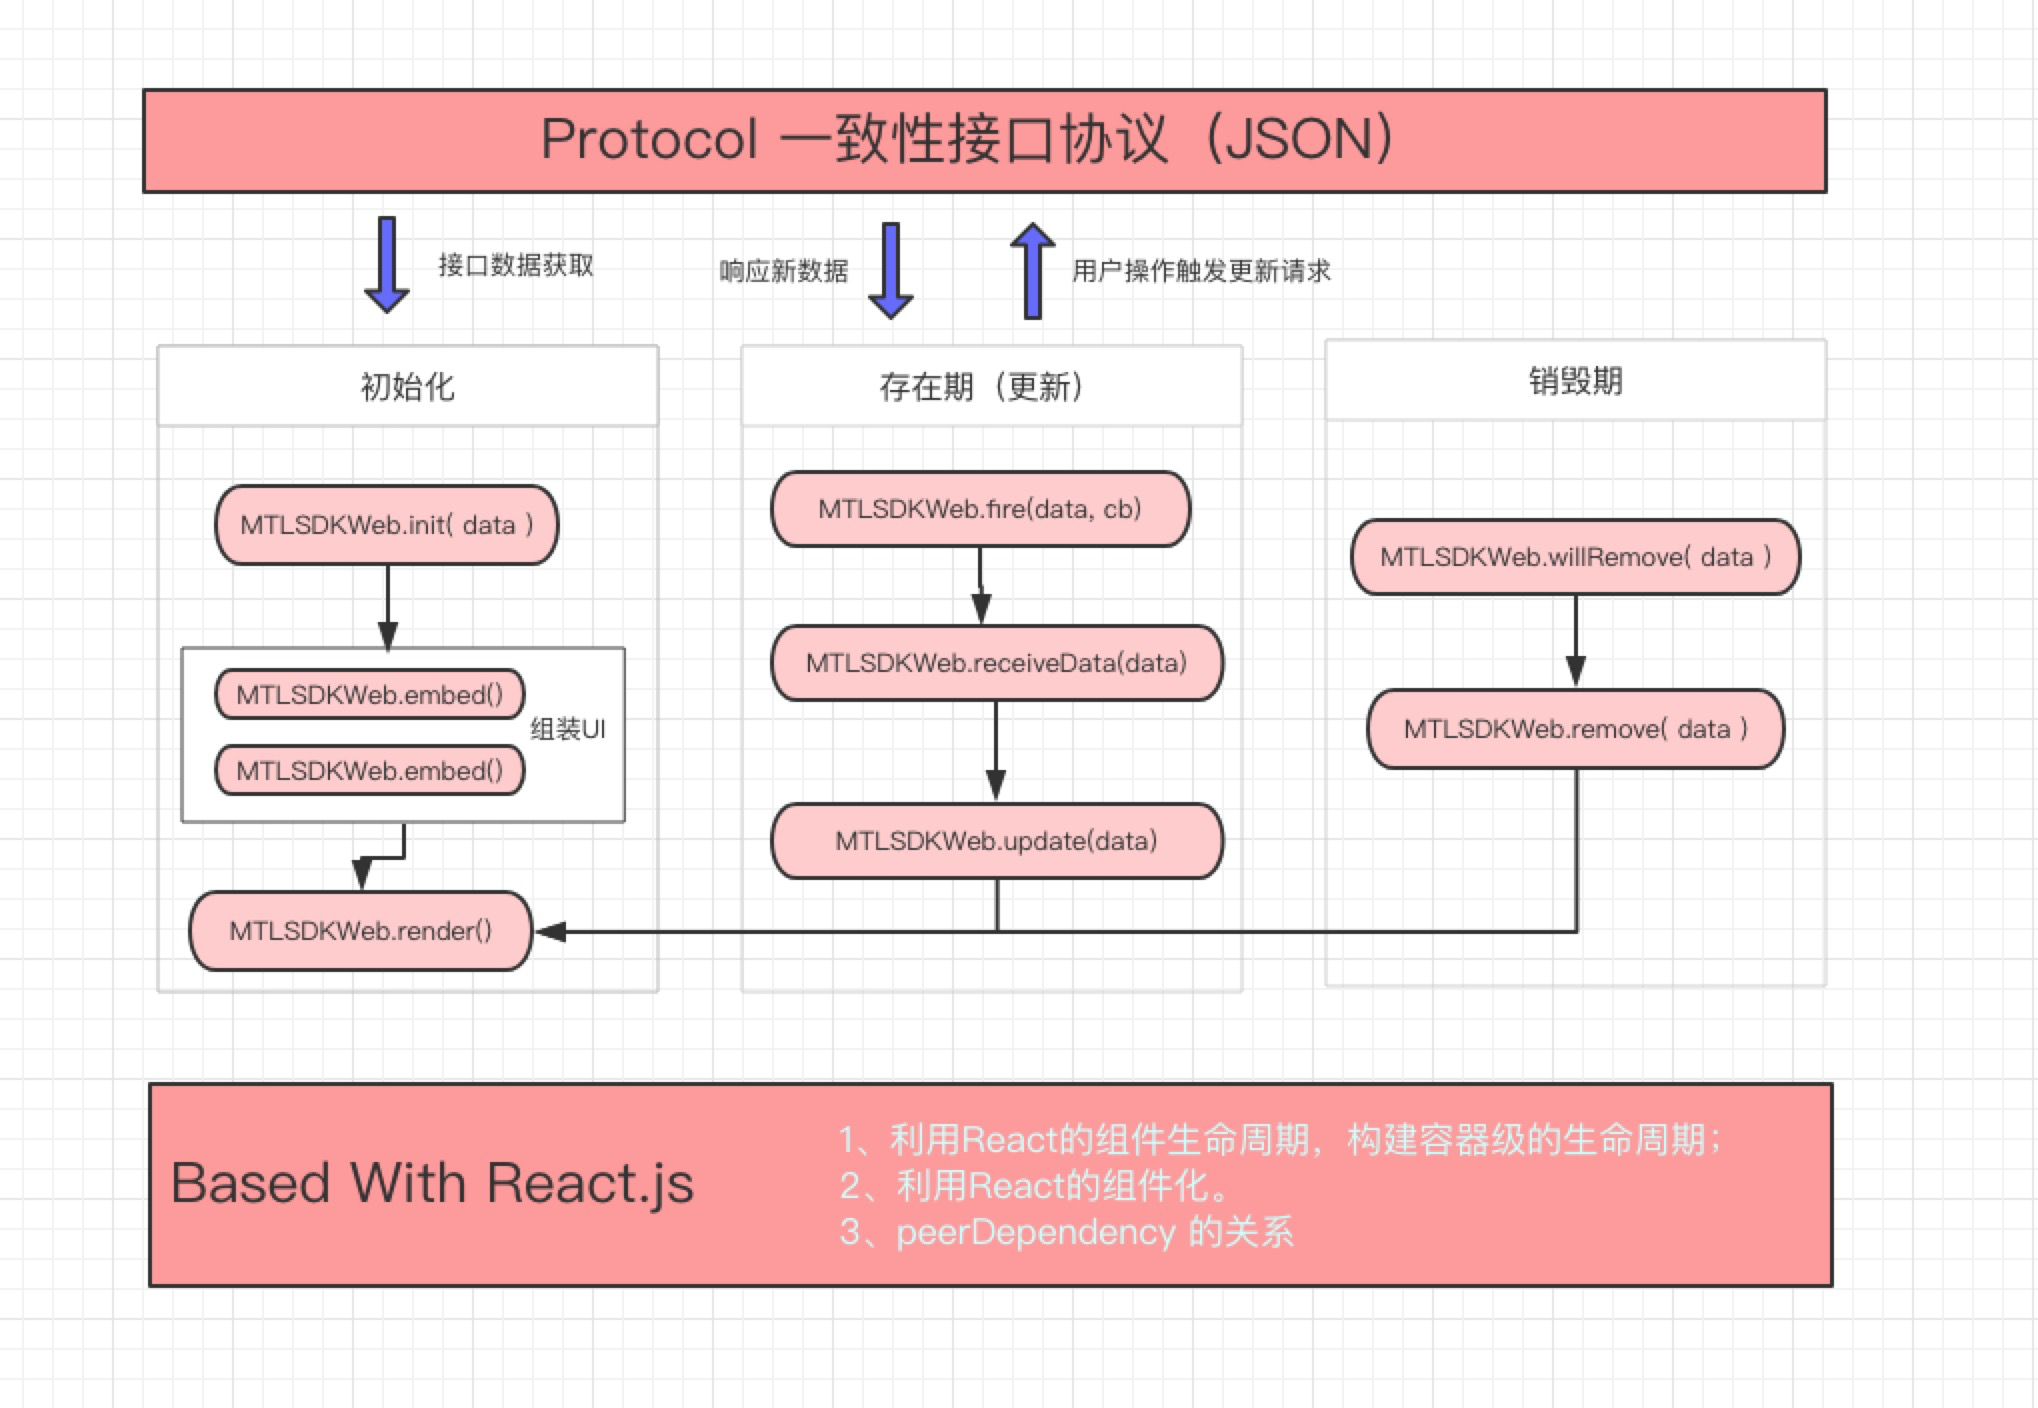 Protocol 一致性接口协议（JSON）
接口数据获取
响应新数据
用户操作触发更新请求
初始化
MTLSDKWeb.init( data )
MTLSDKWeb.embed()
组装UI
MTLSDKWeb.embed()
MTLSDKWeb.render()
存在期（更新）
MTLSDKWeb.fire(data, cb)
MTLSDKWeb.receiveData(data)
MTLSDKWeb.update(data)
销毁期
MTLSDKWeb.willRemove( data )
MTLSDKWeb.remove( data )
Based With React.js
1、利用React的组件生命周期，构建容器级的生命周期；
2、利用React的组件化。
3、peerDependency 的关系